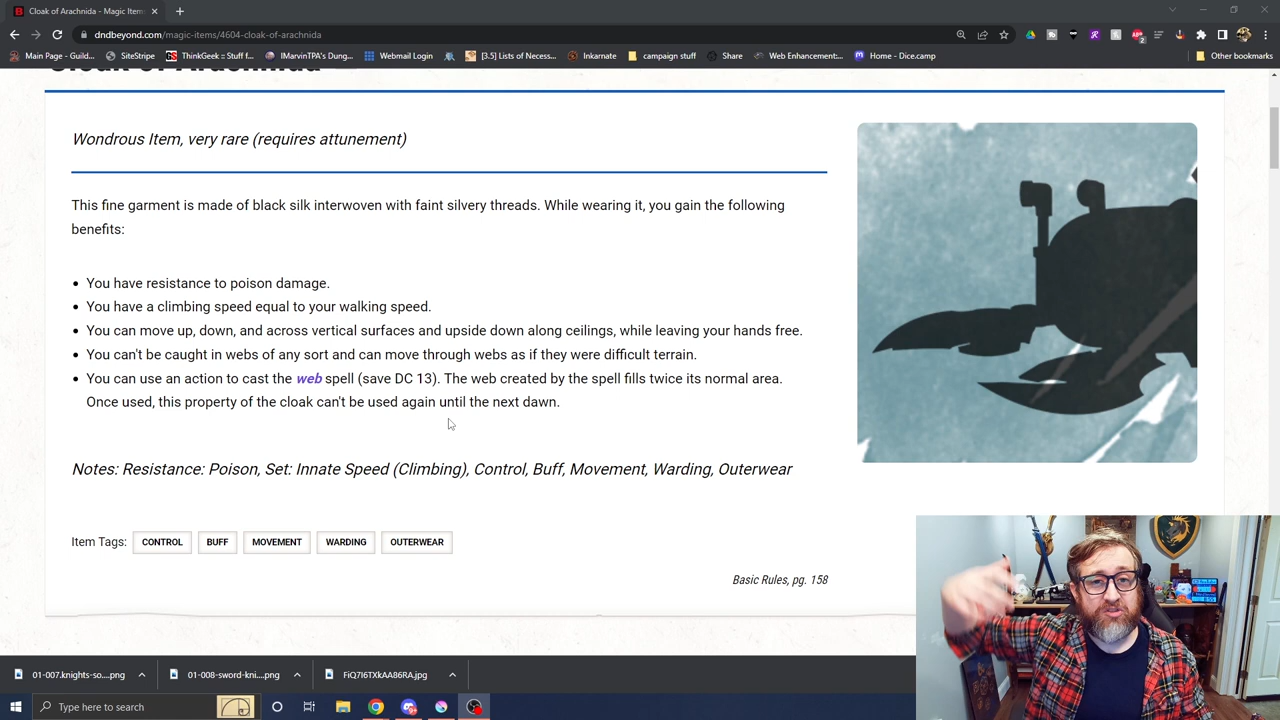 Cloak of Arachnida - Magic Item
dndbeyond.com/magic-items/4604-cloak-of-arachnida
Main Page - Guild...
SiteStripe
ThinkGeek :: Stuff f...
IMarvinTPA's Dung...
Webmail Login
[3.5] Lists of Necess...
Inkarnate
campaign stuff
Share
Web Enhancement:...
Home - Dice.camp
Other bookmarks
Cloak of Arachnida
Wondrous Item, very rare (requires attunement)
This fine garment is made of black silk interwoven with faint silvery threads. While wearing it, you gain the following
benefits:
You have resistance to poison damage.
You have a climbing speed equal to your walking speed.
You can move up, down, and across vertical surfaces and upside down along ceilings, while leaving your hands free.
You can't be caught in webs of any sort and can move through webs as if they were difficult terrain.
You can use an action to cast the web spell (save DC 13). The web created by the spell fills twice its normal area.
Once used, this property of the cloak can't be used again until the next dawn.
Notes: Resistance: Poison, Set: Innate Speed (Climbing), Control, Buff, Movement, Warding, Outerwear
Item Tags: CONTROL BUFF MOVEMENT WARDING OUTERWEAR
Basic Rules, pg. 158
01-007.knights-so....png
01-008-sword-kni....png
FiQ7I6TXkAA86RA.jpg
Type here to search